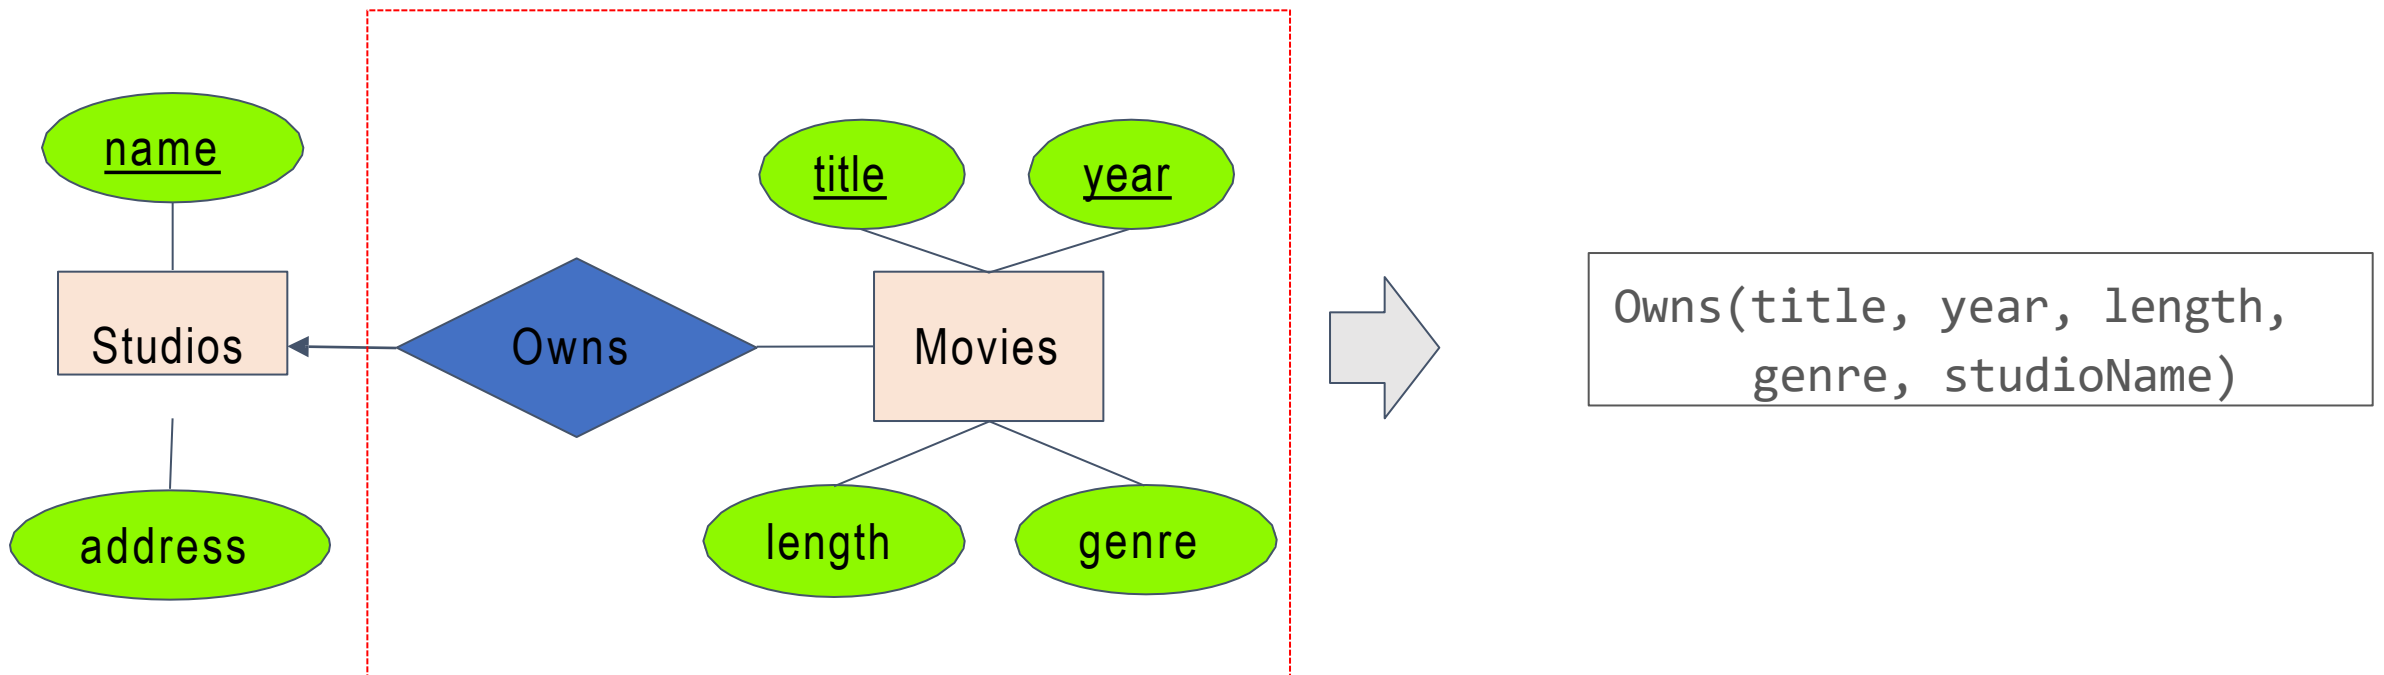 name
title
year
Studios
Owns
Movies
address
length
genre
Owns(title, year, length,
genre, studioName)